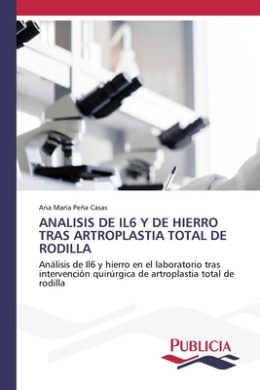 Ana María Peña Casas
ANALISIS DE IL6 Y DE HIERRO
TRAS ARTROPLASTIA TOTAL DE
RODILLA
Análisis de Il6 y hierro en el laboratorio tras
intervención quirúrgica de artroplastia total de
rodilla
PUBLICIA